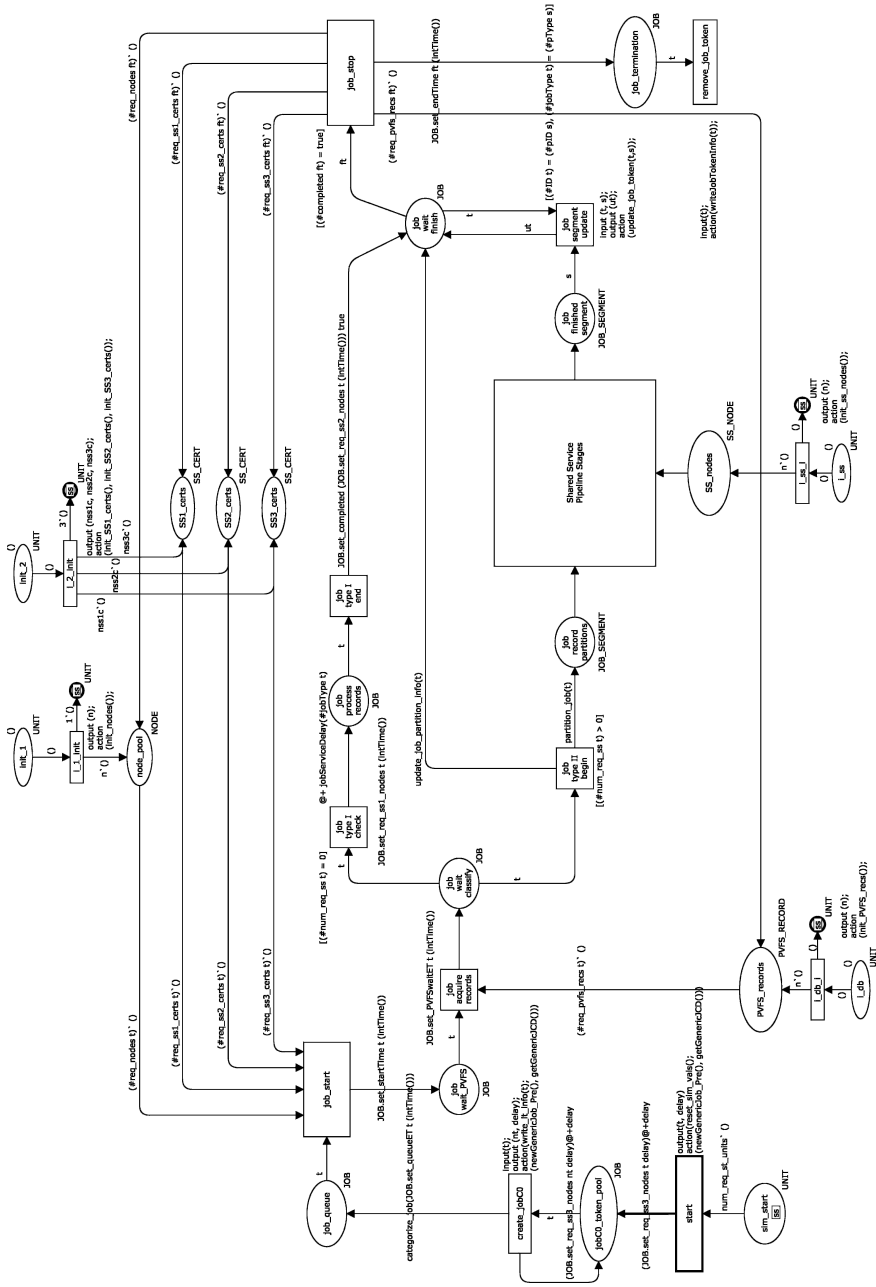 ()
init_1
UNIT
()
i_1_init
1`()
ss
UNIT
output (n);
action
(init_nodes());
n`()
node_pool
NODE
()
init_2
UNIT
()
i_2_init
3`()
ss
UNIT
output (nss1c, nss2c, nss3c);
action
(init_SS1_certs(), init_SS2_certs(), init_SS3_certs());
nss3c`()
nss2c`()
nss1c`()
SS1_certs
SS_CERT
SS2_certs
SS_CERT
SS3_certs
SS_CERT
(#req_nodes t)` ()
(#req_ss1_certs t)` ()
(#req_ss2_certs t)` ()
(#req_ss3_certs t)` ()
(#req_nodes ft)` ()
(#req_ss1_certs ft)` ()
(#req_ss2_certs ft)` ()
(#req_ss3_certs ft)` ()
job_queue
JOB
t
job_start
JOB.set_startTime t (intTime())
categorize_job(JOB.set_queueET t (intTime()))
job
wait_PVFS
JOB
t
JOB.set_PVFSwaitET t (intTime())
job
acquire
records
(#req_pvfs_recs t)` ()
job
wait
classify
JOB
t
t
[(#num_req_ss t) = 0]
job
type I
check
@+ jobServiceDelay(#jobType t)
JOB.set_req_ss1_nodes t (intTime())
job
process
records
JOB
t
job
type I
end
JOB.set_completed (JOB.set_req_ss2_nodes t (intTime())) true
update_job_partition_info(t)
job
type II
begin
[(#num_req_ss t) > 0]
partition_job(t)
job
record
partitions
JOB_SEGMENT
Shared Service
Pipeline Stages
SS_nodes
SS_NODE
n`()
i_ss_i
()
ss
UNIT
output (n);
action
(init_ss_nodes());
()
i_ss
()
UNIT
job
finished
segment
JOB_SEGMENT
s
job
segment
update
[(#ID t) = (#pID s), (#jobType t) = (#pType s)]
input (t, s);
output (ut);
action
(update_job_token(t,s));
ut
t
job
wait
finish
JOB
ft
[(#completed ft) = true]
job_stop
(#req_pvfs_recs ft)` ()
JOB.set_endTime ft (intTime())
input(t);
action(writeJobTokenInfo(t));
job_termination
JOB
t
remove_job_token
PVFS_records
PVFS_RECORD
n`()
i_db_i
()
ss
UNIT
output (n);
action
(init_PVFS_recs());
()
i_db
()
UNIT
create_jobC0
input(t);
output (nt, delay);
action(write_it_info(t);
(newGenericJob_Pre(), getGenericJCD()))
t
(JOB.set_req_ss3_nodes nt delay)@+delay
jobC0_token_pool
JOB
(JOB.set_req_ss3_nodes t delay)@+delay
start
output(t, delay)
action(reset_sim_vals();
(newGenericJob_Pre(), getGenericJCD()))
num_req_st_units` ()
sim_start
ss
UNIT